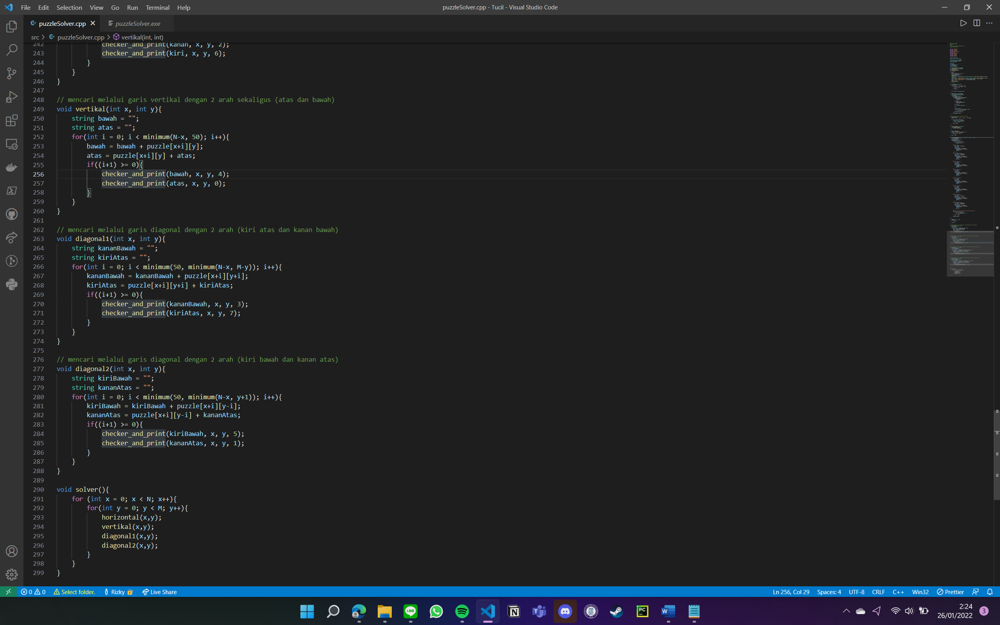 File Edit Selection View Go Run Terminal Help
puzzleSolver.cpp - Tucil - Visual Studio Code
puzzleSolver.cpp
puzzleSolver.exe
src > puzzleSolver.cpp > vertikal(int, int)
242 checker_and_print(kanan, x, y, 2);
243 checker_and_print(kiri, x, y, 6);
244 }
245 }
246 }
247
248 // mencari melalui garis vertikal dengan 2 arah sekaligus (atas dan bawah)
249 void vertikal(int x, int y){
250 string bawah = "";
251 string atas = "";
252 for(int i = 0; i < minimum(N-x, 50); i++){
253 bawah = bawah + puzzle[x+i][y];
254 atas = puzzle[x+i][y] + atas;
255 if((i+1) >= 0){
256 checker_and_print(bawah, x, y, 4);
257 checker_and_print(atas, x, y, 0);
258 }
259 }
260 }
261
262 // mencari melalui garis diagonal dengan 2 arah (kiri atas dan kanan bawah)
263 void diagonal1(int x, int y){
264 string kananBawah = "";
265 string kiriAtas = "";
266 for(int i = 0; i < minimum(50, minimum(N-x, M-y)); i++){
267 kananBawah = kananBawah + puzzle[x+i][y+i];
268 kiriAtas = puzzle[x+i][y+i] + kiriAtas;
269 if((i+1) >= 0){
270 checker_and_print(kananBawah, x, y, 3);
271 checker_and_print(kiriAtas, x, y, 7);
272 }
273 }
274 }
275
276 // mencari melalui garis diagonal dengan 2 arah (kiri bawah dan kanan atas)
277 void diagonal2(int x, int y){
278 string kiriBawah = "";
279 string kananAtas = "";
280 for(int i = 0; i < minimum(50, minimum(N-x, y+1)); i++){
281 kiriBawah = kiriBawah + puzzle[x+i][y-i];
282 kananAtas = puzzle[x+i][y-i] + kananAtas;
283 if((i+1) >= 0){
284 checker_and_print(kiriBawah, x, y, 5);
285 checker_and_print(kananAtas, x, y, 1);
286 }
287 }
288 }
289
290 void solver(){
291 for (int x = 0; x < N; x++){
292 for(int y = 0; y < M; y++){
293 horizontal(x,y);
294 vertikal(x,y);
295 diagonal1(x,y);
296 diagonal2(x,y);
297 }
298 }
299 }
0 0 Select folder. Rizky Live Share
Ln 256, Col 29 Spaces: 4 UTF-8 CRLF C++ Win32 Prettier
LINE
N
T
PC
W
2:24
26/01/2022
3